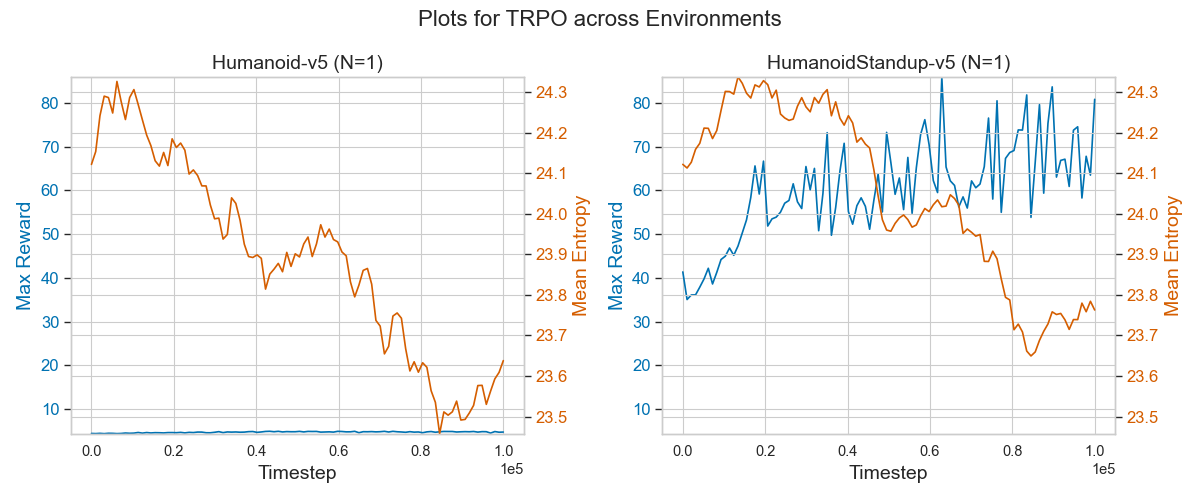 Plots for TRPO across Environments
Humanoid-v5 (N=1)
Max Reward
80
70
60
50
40
30
20
10
24.3
24.2
24.1
24.0
23.9
23.8
23.7
23.6
23.5
Mean Entropy
0.0 0.2 0.4 0.6 0.8 1.0
1e5
Timestep
HumanoidStandup-v5 (N=1)
Max Reward
80
70
60
50
40
30
20
10
24.3
24.2
24.1
24.0
23.9
23.8
23.7
23.6
23.5
Mean Entropy
0.0 0.2 0.4 0.6 0.8 1.0
1e5
Timestep